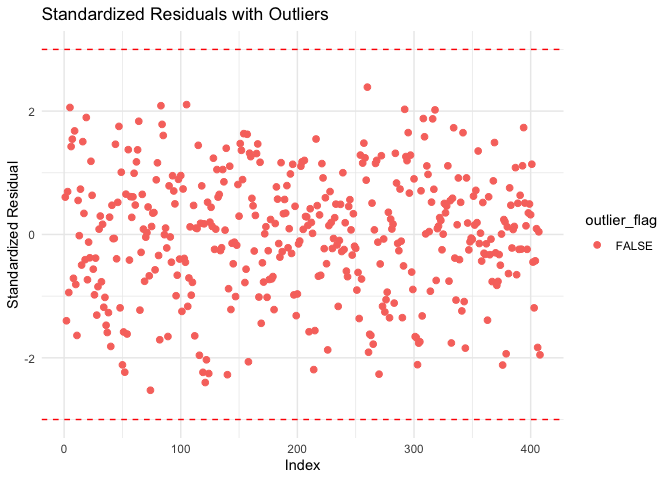 Standardized Residuals with Outliers
Standardized Residual
2
0
-2
0
100
200
300
400
Index
outlier_flag
FALSE